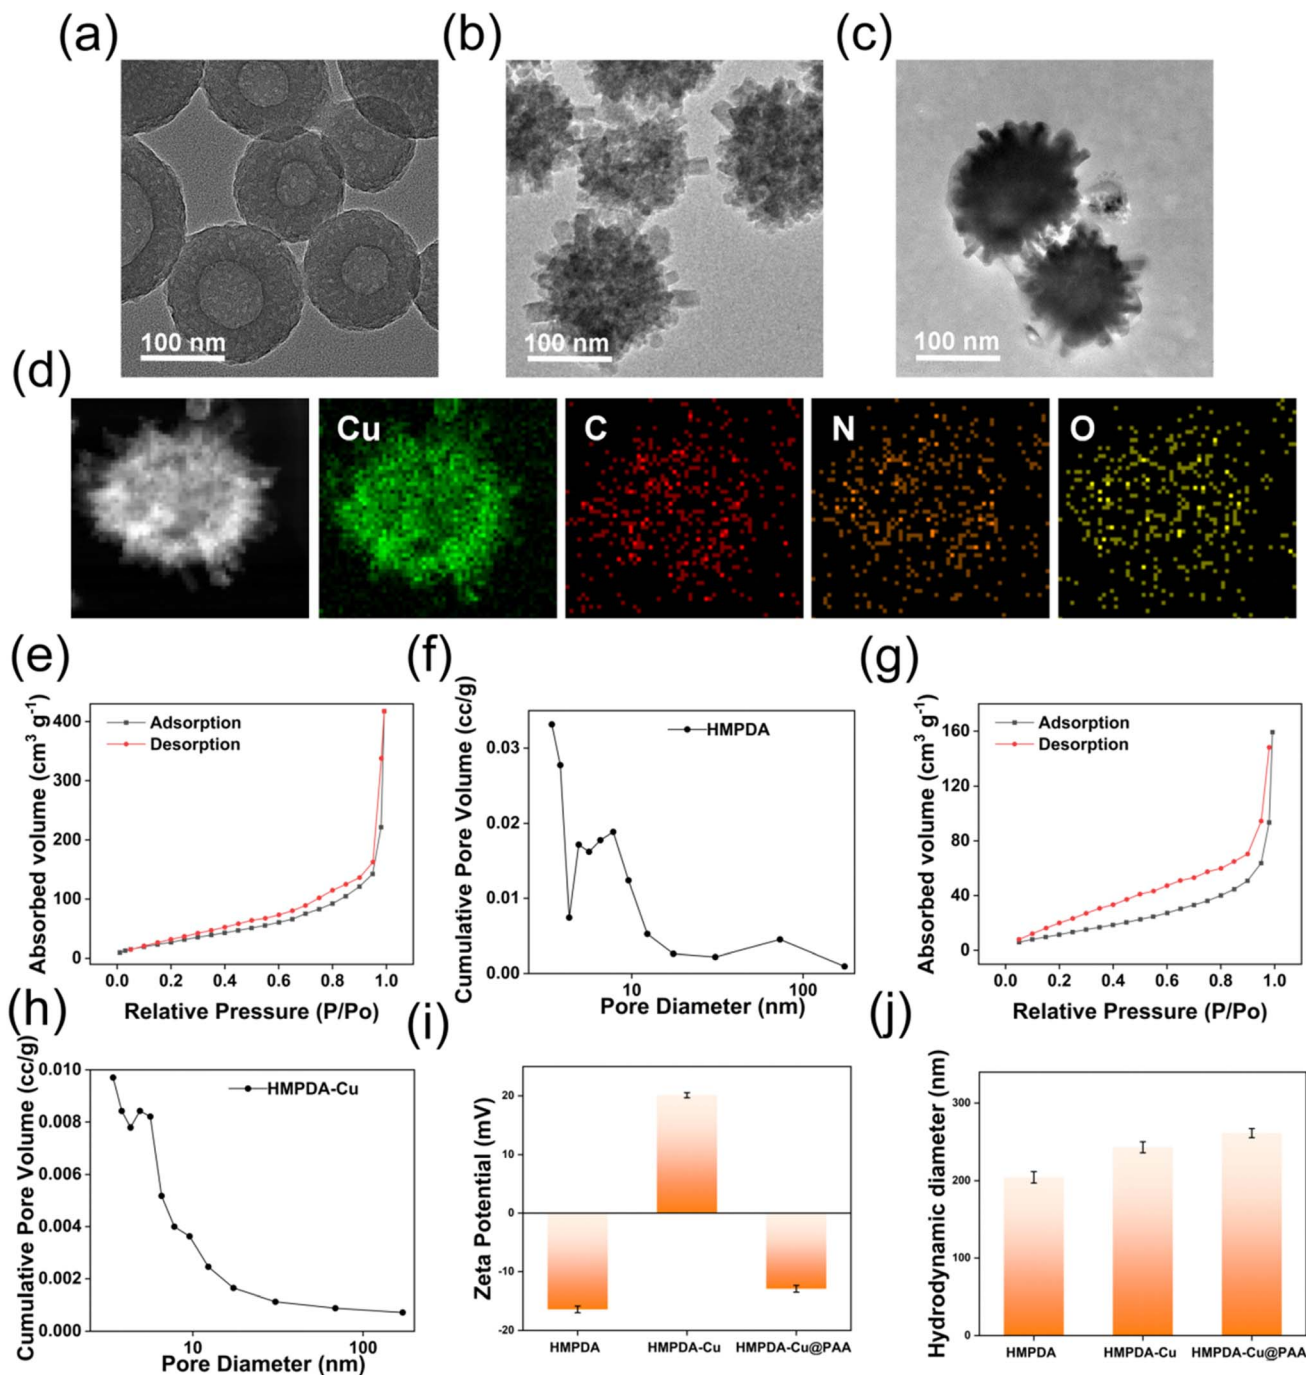 (a)
(b)
(c)
100 nm
100 nm
100 nm
(d)
Cu
C
N
O
(e)
Absorbed volume (cm³ g⁻¹)
400
300
200
100
0
Adsorption
Desorption
0.0 0.2 0.4 0.6 0.8 1.0
Relative Pressure (P/Po)
(f)
Cumulative Pore Volume (cc/g)
0.03
0.02
0.01
0.00
HMPDA
10 100
Pore Diameter (nm)
(g)
Absorbed volume (cm³ g⁻¹)
160
120
80
40
0
Adsorption
Desorption
0.0 0.2 0.4 0.6 0.8 1.0
Relative Pressure (P/Po)
(h)
Cumulative Pore Volume (cc/g)
0.010
0.008
0.006
0.004
0.002
0.000
HMPDA-Cu
10 100
Pore Diameter (nm)
(i)
Zeta Potential (mV)
20
10
0
-10
-20
HMPDA HMPDA-Cu HMPDA-Cu@PAA
(j)
Hydrodynamic diameter (nm)
300
200
100
0
HMPDA HMPDA-Cu HMPDA-Cu@PAA